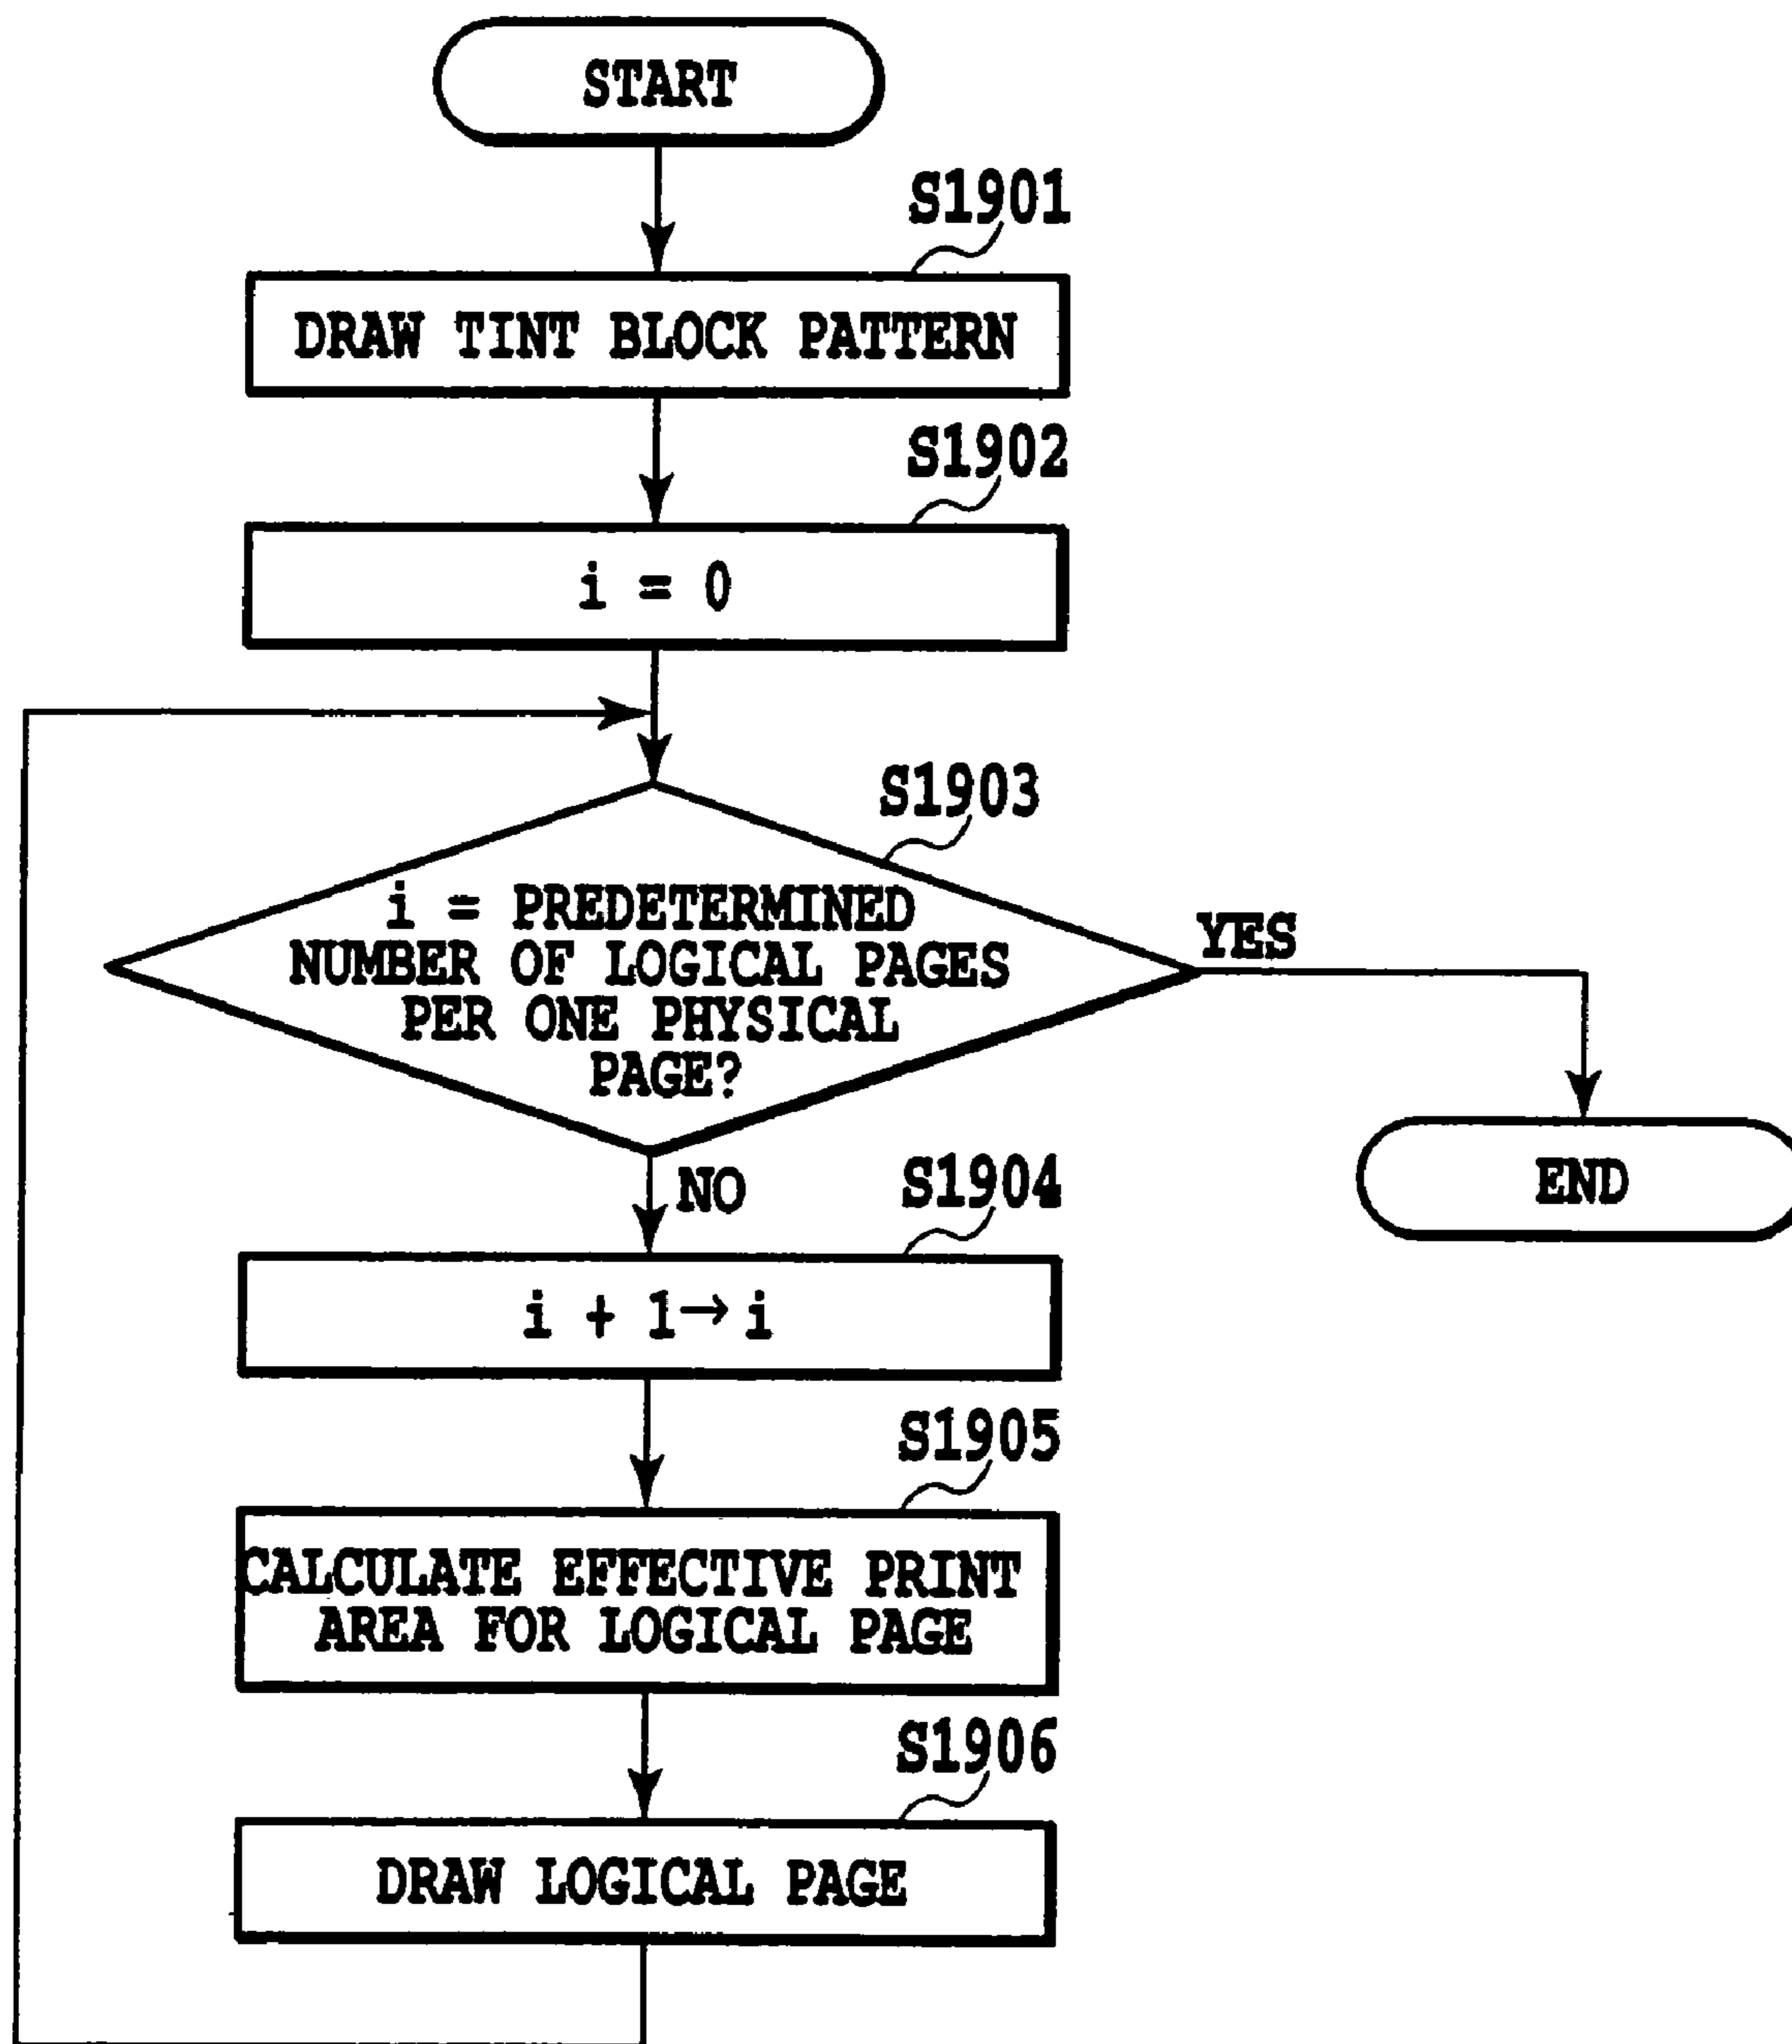 START
S1901
DRAW TINT BLOCK PATTERN
S1902
i = 0
S1903
i = PREDETERMINED
NUMBER OF LOGICAL PAGES
PER ONE PHYSICAL
PAGE?
YES
END
NO
S1904
i + 1→i
S1905
CALCULATE EFFECTIVE PRINT
AREA FOR LOGICAL PAGE
S1906
DRAW LOGICAL PAGE